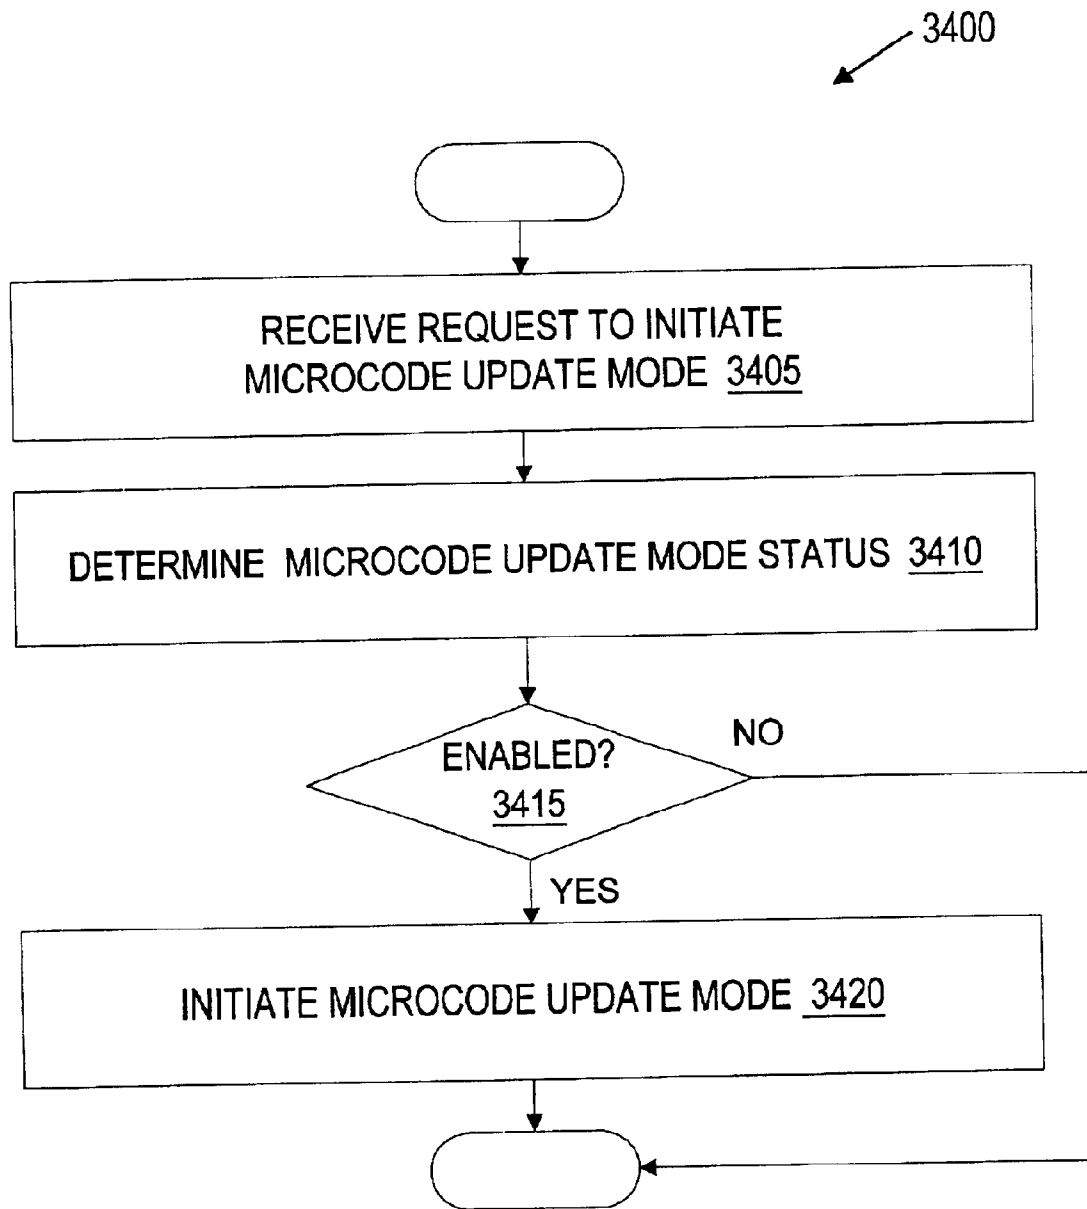 3400
RECEIVE REQUEST TO INITIATE
MICROCODE UPDATE MODE 3405
DETERMINE MICROCODE UPDATE MODE STATUS 3410
ENABLED?
3415
NO
YES
INITIATE MICROCODE UPDATE MODE 3420